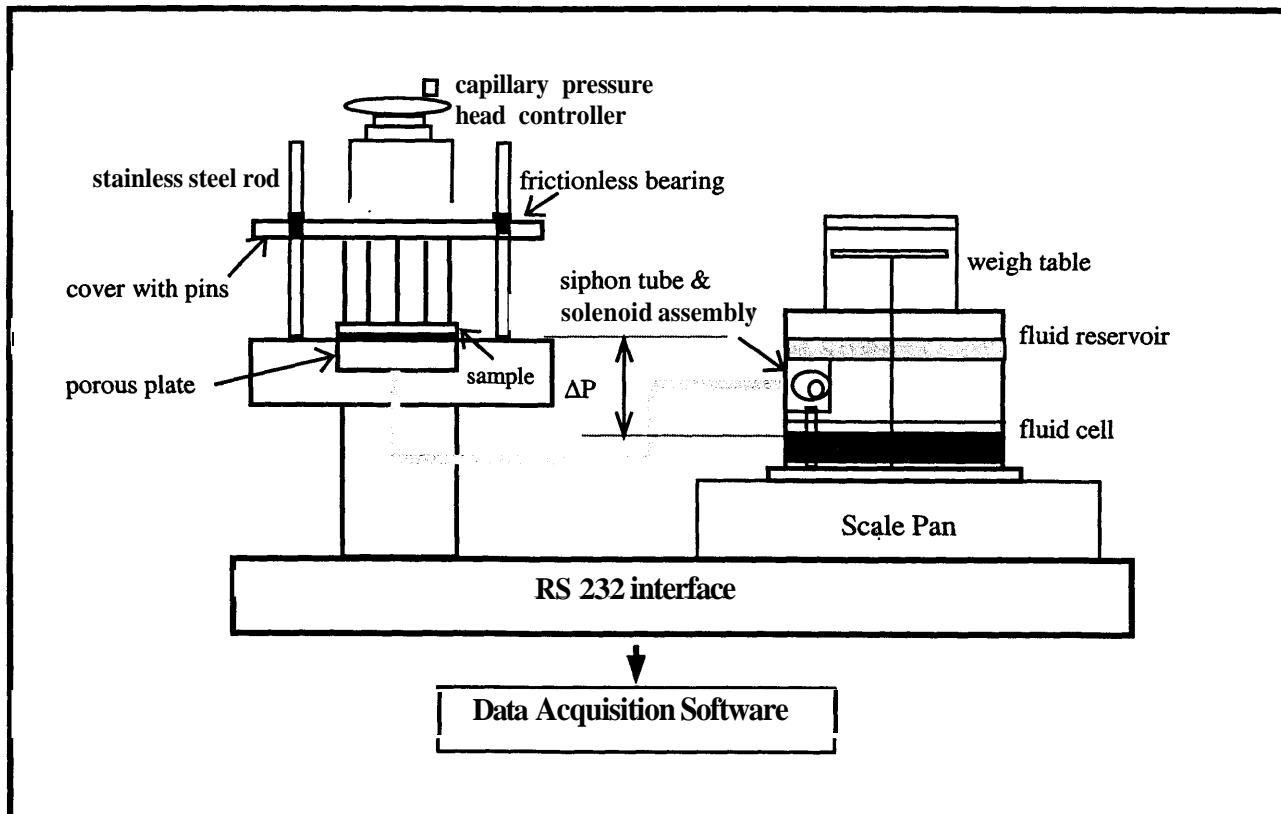 capillary pressure
head controller
stainless steel rod
frictionless bearing
cover with pins
siphon tube &
solenoid assembly
weigh table
fluid reservoir
porous plate
sample
ΔP
fluid cell
Scale Pan
RS 232 interface
Data Acquisition Software